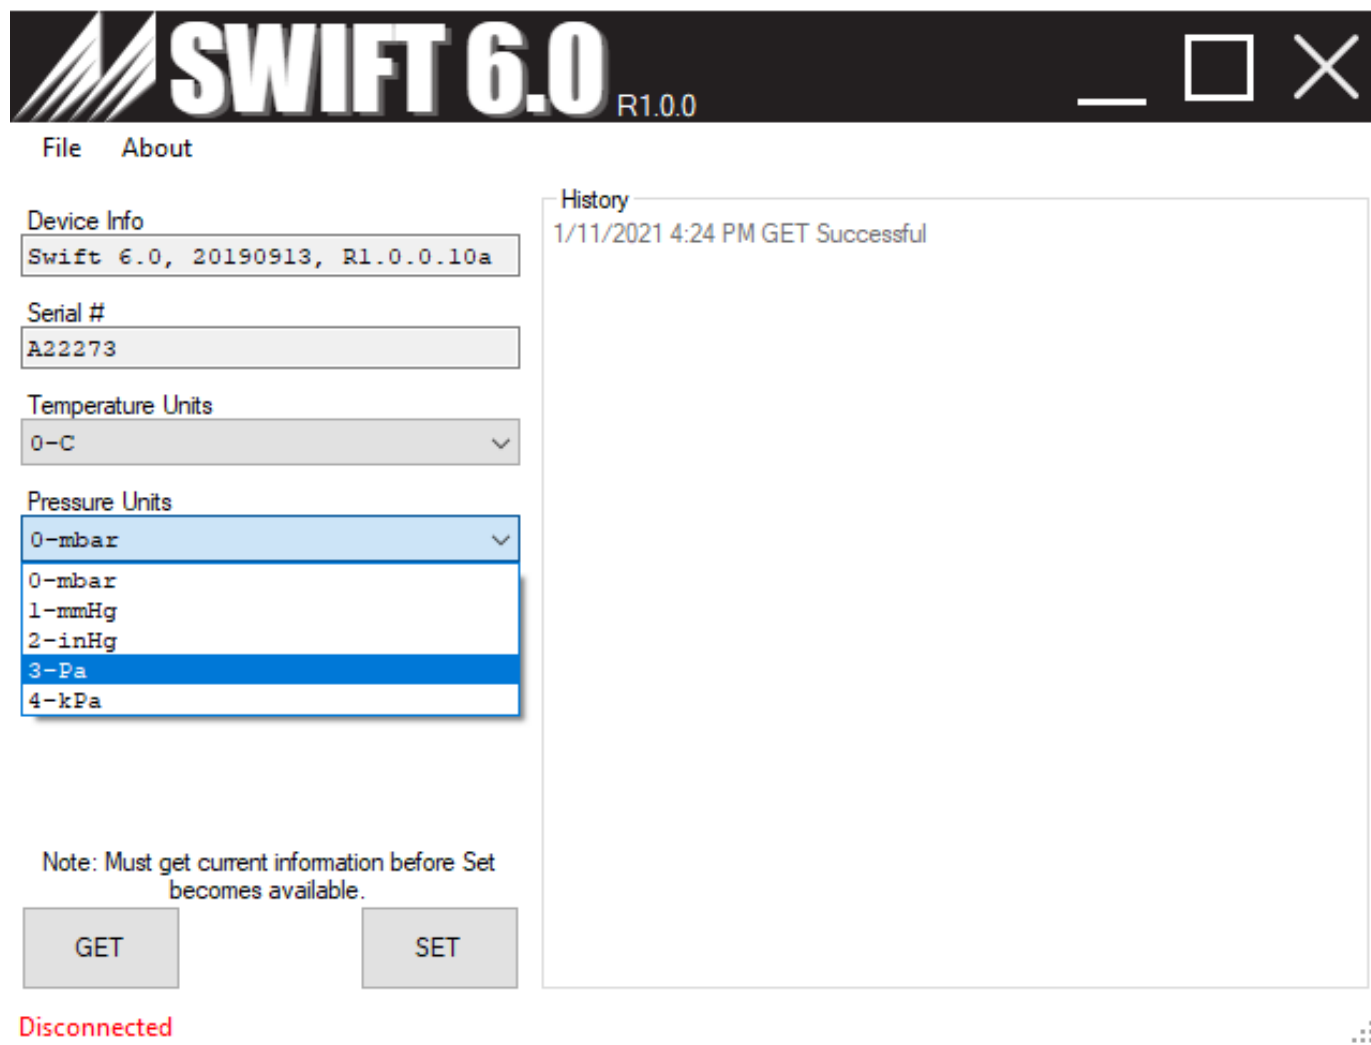 SWIFT 6.0 R1.0.0
File About
Device Info
Swift 6.0, 20190913, R1.0.0.10a
Serial #
A22273
Temperature Units
0-C
Pressure Units
0-mbar
0-mbar
1-mmHg
2-inHg
3-Pa
4-kPa
Note: Must get current information before Set
becomes available.
GET SET
Disconnected
History
1/11/2021 4:24 PM GET Successful